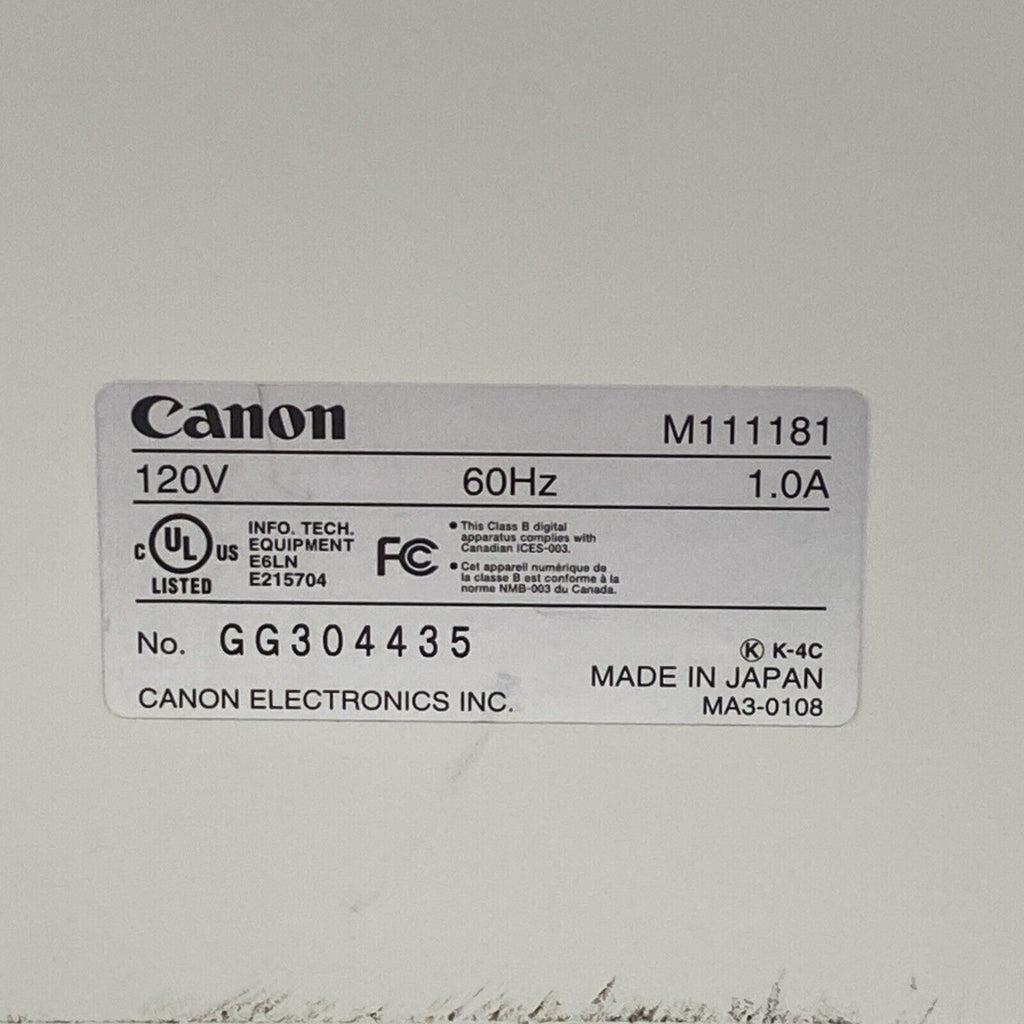 Canon M111181
120V 60Hz 1.0A
C UL US LISTED
INFO. TECH.
EQUIPMENT
E6LN
E215704
FC
• This Class B digital
apparatus complies with
Canadian ICES-003.
• Cet appareil numérique de
la classe B est conforme à la
norme NMB-003 du Canada.
No. GG304435
Ⓚ K-4C
MADE IN JAPAN
CANON ELECTRONICS INC.
MA3-0108